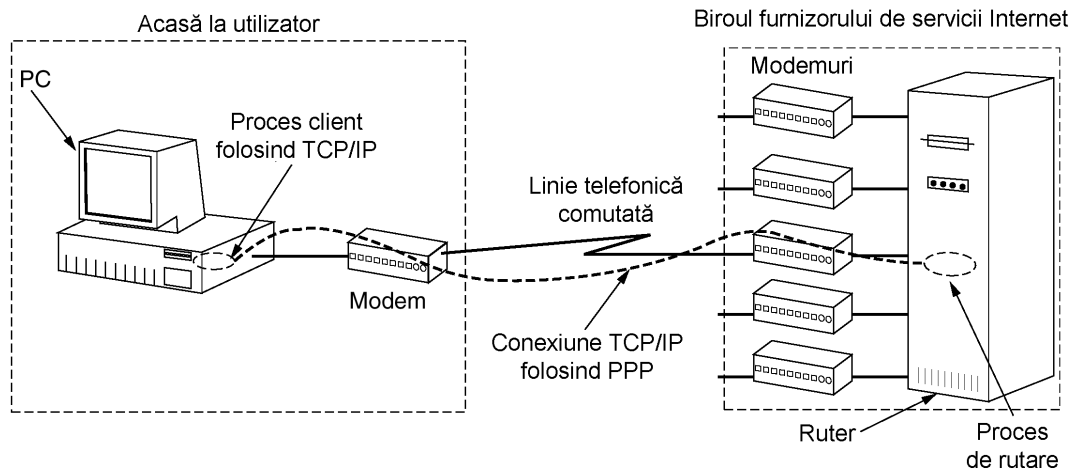 Acasă la utilizator
Biroul furnizorului de servicii Internet
PC
Proces client
folosind TCP/IP
Modemuri
Linie telefonică
comutată
Modem
Conexiune TCP/IP
folosind PPP
Ruter
Proces
de rutare